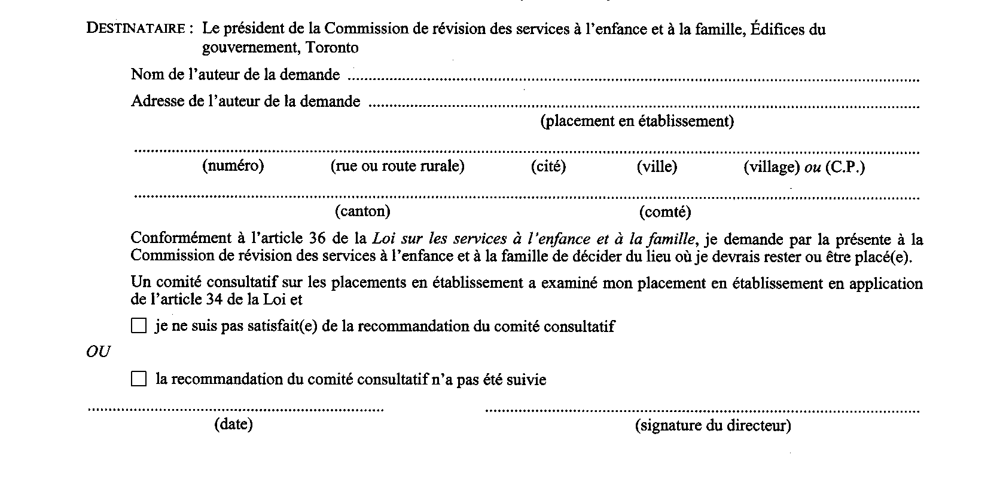 DESTINATAIRE : Le président de la Commission de révision des services à l'enfance et à la famille, Édifices du
gouvernement, Toronto
Nom de l'auteur de la demande ..........
Adresse de l'auteur de la demande ..........
(placement en établissement)
..........
(numéro) (rue ou route rurale) (cité) (ville) (village) ou (C.P.)
..........
(canton) (comté)
Conformément à l'article 36 de la Loi sur les services à l'enfance et à la famille, je demande par la présente à la
Commission de révision des services à l'enfance et à la famille de décider du lieu où je devrais rester ou être placé(e).
Un comité consultatif sur les placements en établissement a examiné mon placement en établissement en application
de l'article 34 de la Loi et
☐ je ne suis pas satisfait(e) de la recommandation du comité consultatif
OU
☐ la recommandation du comité consultatif n'a pas été suivie
.......... ..........
(date) (signature du directeur)